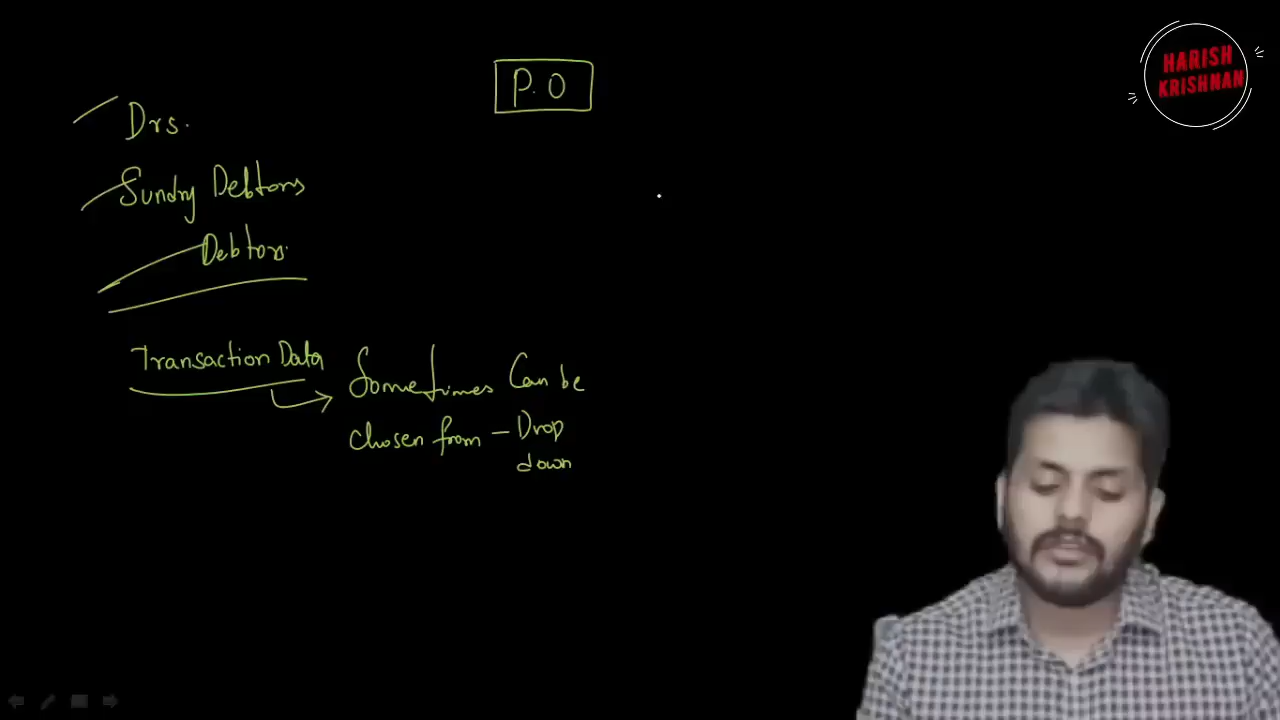 HARISH
KRISHNAN
P.O
Drs.
Sundry Debtors
Debtors.
Transaction Data
Sometimes Can be
chosen from - Drop
down